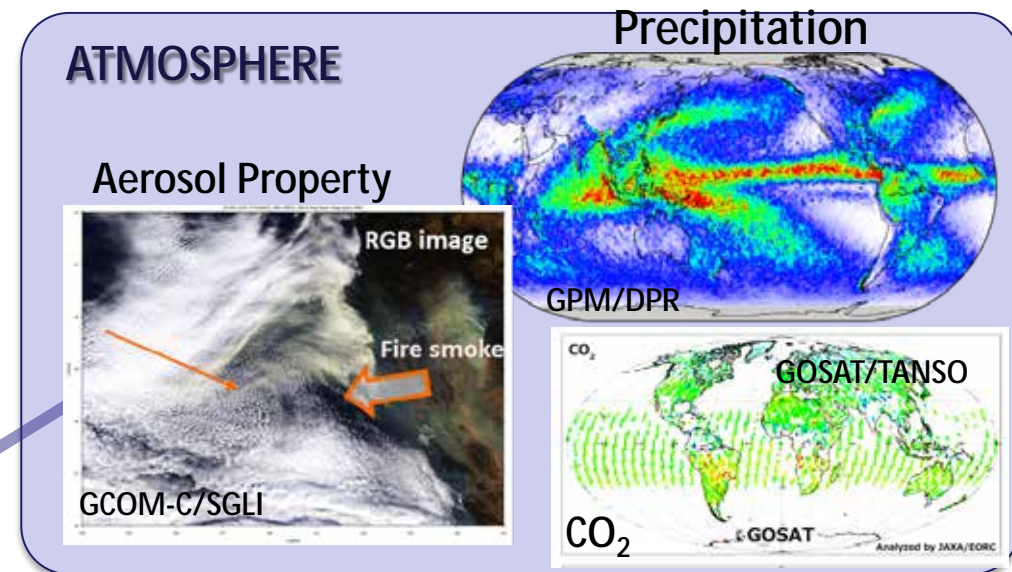 ATMOSPHERE
Precipitation
GPM/DPR
Aerosol Property
RGB image
Fire smoke
GCOM-C/SGLI
CO₂
GOSAT/TANSO
CO₂
GOSAT
Analyzed by JAXA/EORC